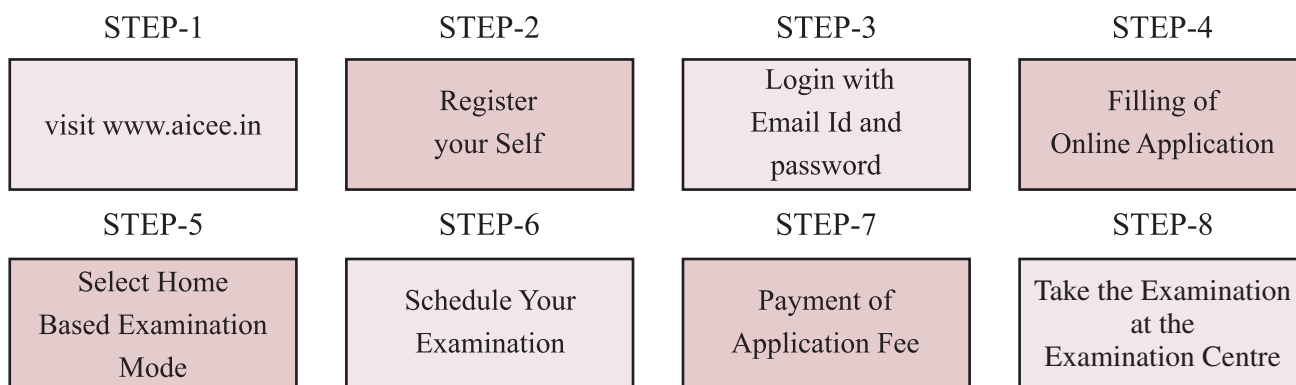 STEP-1
visit www.aicee.in
STEP-2
Register
your Self
STEP-3
Login with
Email Id and
password
STEP-4
Filling of
Online Application
STEP-5
Select Home
Based Examination
Mode
STEP-6
Schedule Your
Examination
STEP-7
Payment of
Application Fee
STEP-8
Take the Examination
at the
Examination Centre